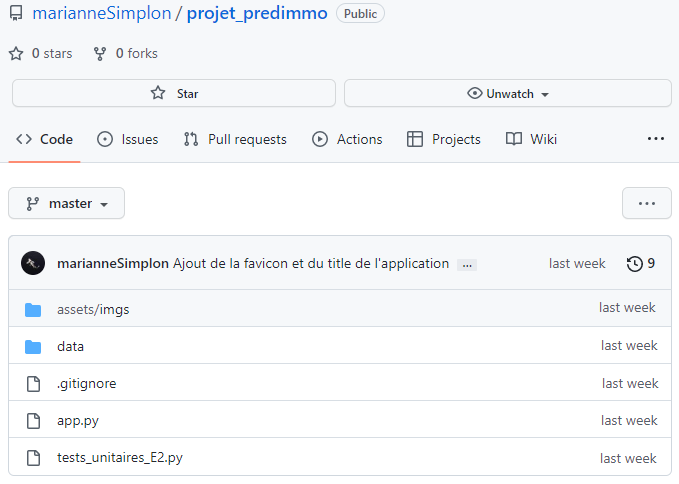 marianneSimplon / projet_predimmo Public
0 stars 0 forks
Star Unwatch
Code Issues Pull requests Actions Projects Wiki ...
master ...
marianneSimplon Ajout de la favicon et du title de l'application ... last week 9
assets/imgs last week
data last week
.gitignore last week
app.py last week
tests_unitaires_E2.py last week